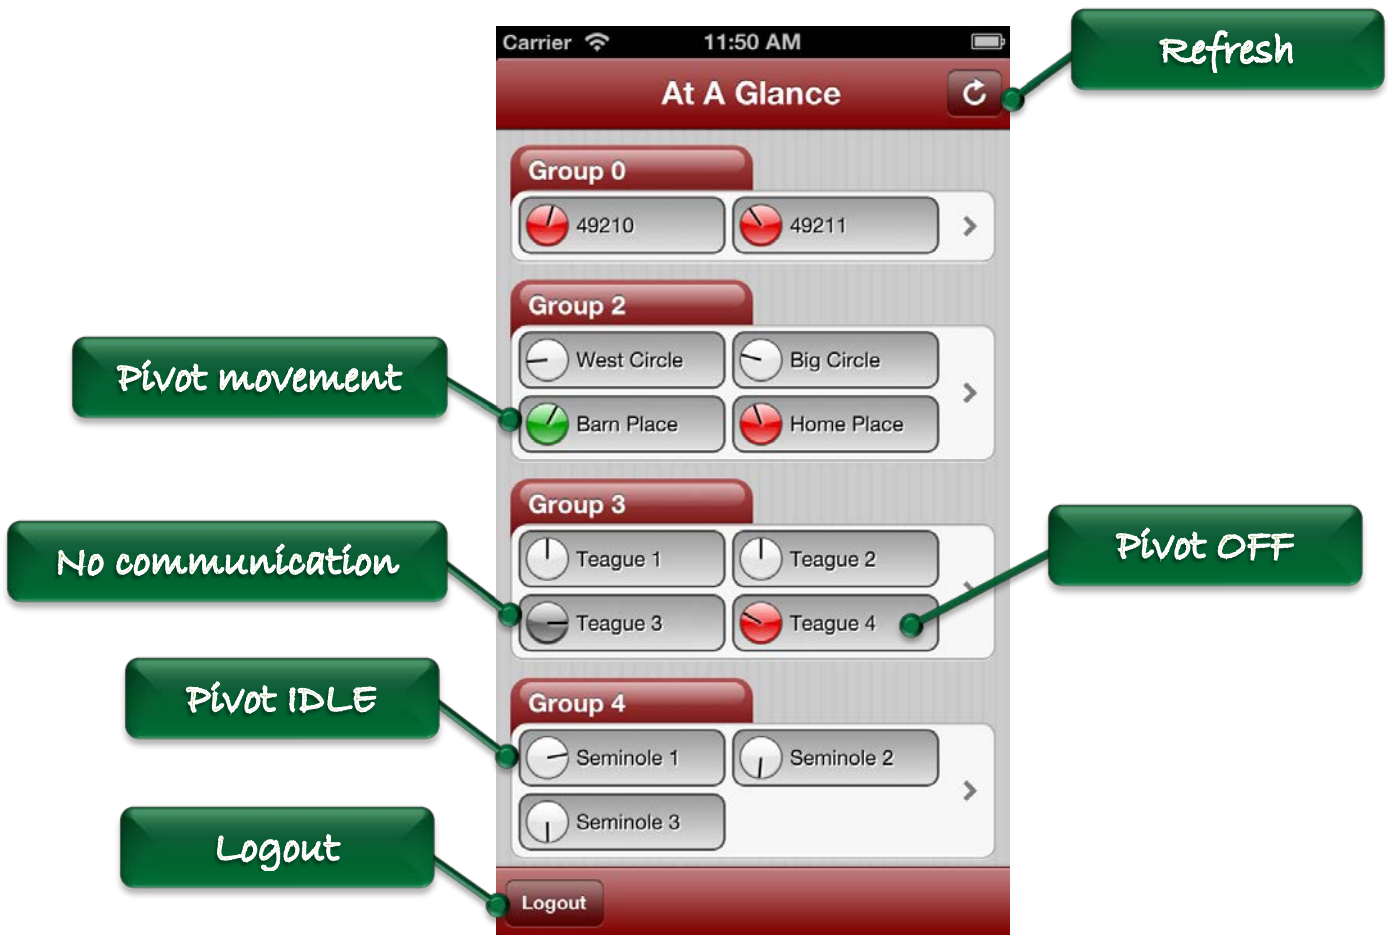 Carrier 11:50 AM
Refresh
At A Glance
Group 0
49210 49211
Group 2
West Circle Big Circle
Pivot movement
Barn Place Home Place
Group 3
Teague 1 Teague 2
No communication
Pivot OFF
Teague 3 Teague 4
Pivot IDLE
Group 4
Seminole 1 Seminole 2
Seminole 3
Logout
Logout